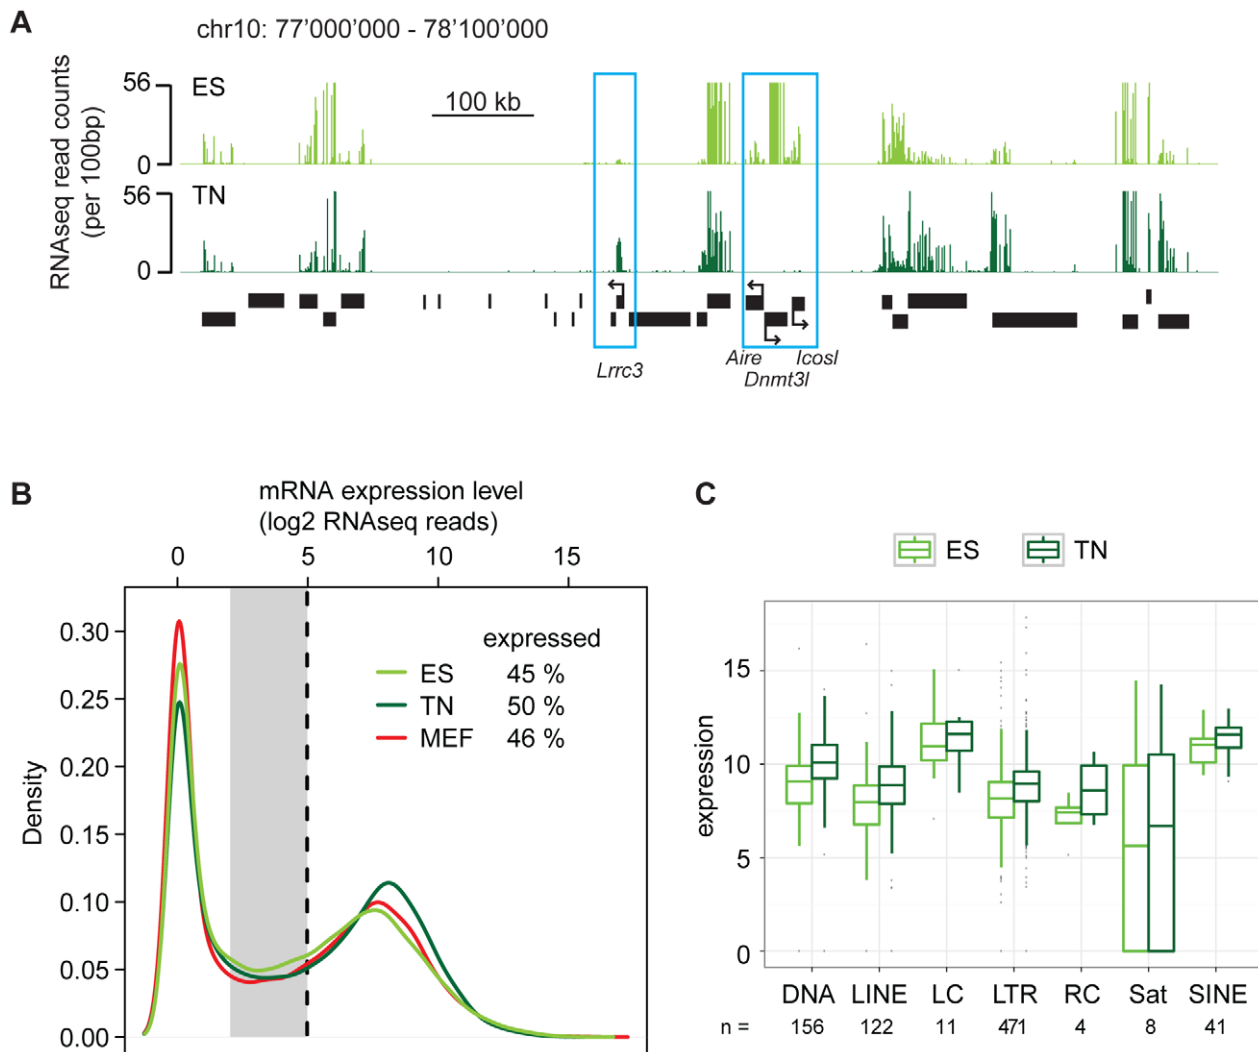 A
chr10: 77'000'000 - 78'100'000
RNAseq read counts
(per 100bp)
56
ES
100 kb
0
56
TN
0
Lrrc3
Aire
Icosl
Dnmt3l
B
mRNA expression level
(log2 RNAseq reads)
0 5 10 15
Density
0.30
0.25
0.20
0.15
0.10
0.05
0.00
expressed
ES 45 %
TN 50 %
MEF 46 %
C
ES TN
expression
15
10
5
0
DNA LINE LC LTR RC Sat SINE
n = 156 122 11 471 4 8 41